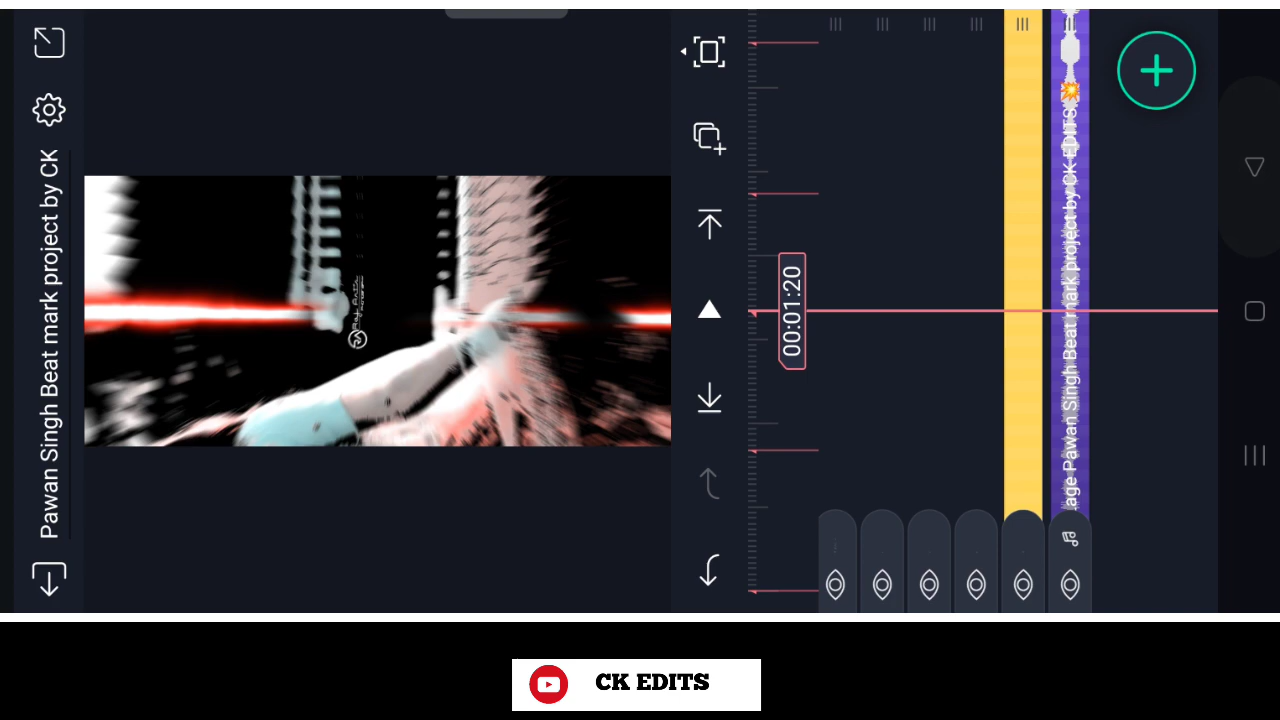 Pawan Singh Beat mark project by CK
00:01:20
age Pawan Singh Beat mark project by CK EDITS💥
CK EDITS